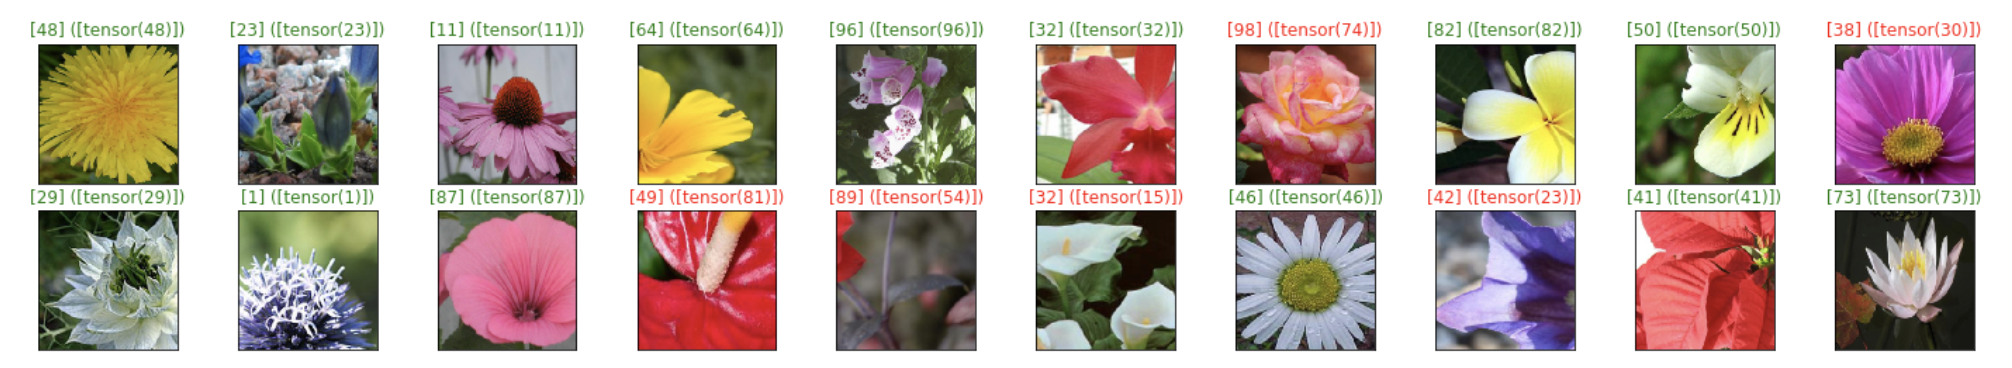 [48] ([tensor(48)]) [23] ([tensor(23)]) [11] ([tensor(11)]) [64] ([tensor(64)]) [96] ([tensor(96)]) [32] ([tensor(32)]) [98] ([tensor(74)]) [82] ([tensor(82)]) [50] ([tensor(50)]) [38] ([tensor(30)])
[29] ([tensor(29)]) [1] ([tensor(1)]) [87] ([tensor(87)]) [49] ([tensor(81)]) [89] ([tensor(54)]) [32] ([tensor(15)]) [46] ([tensor(46)]) [42] ([tensor(23)]) [41] ([tensor(41)]) [73] ([tensor(73)])